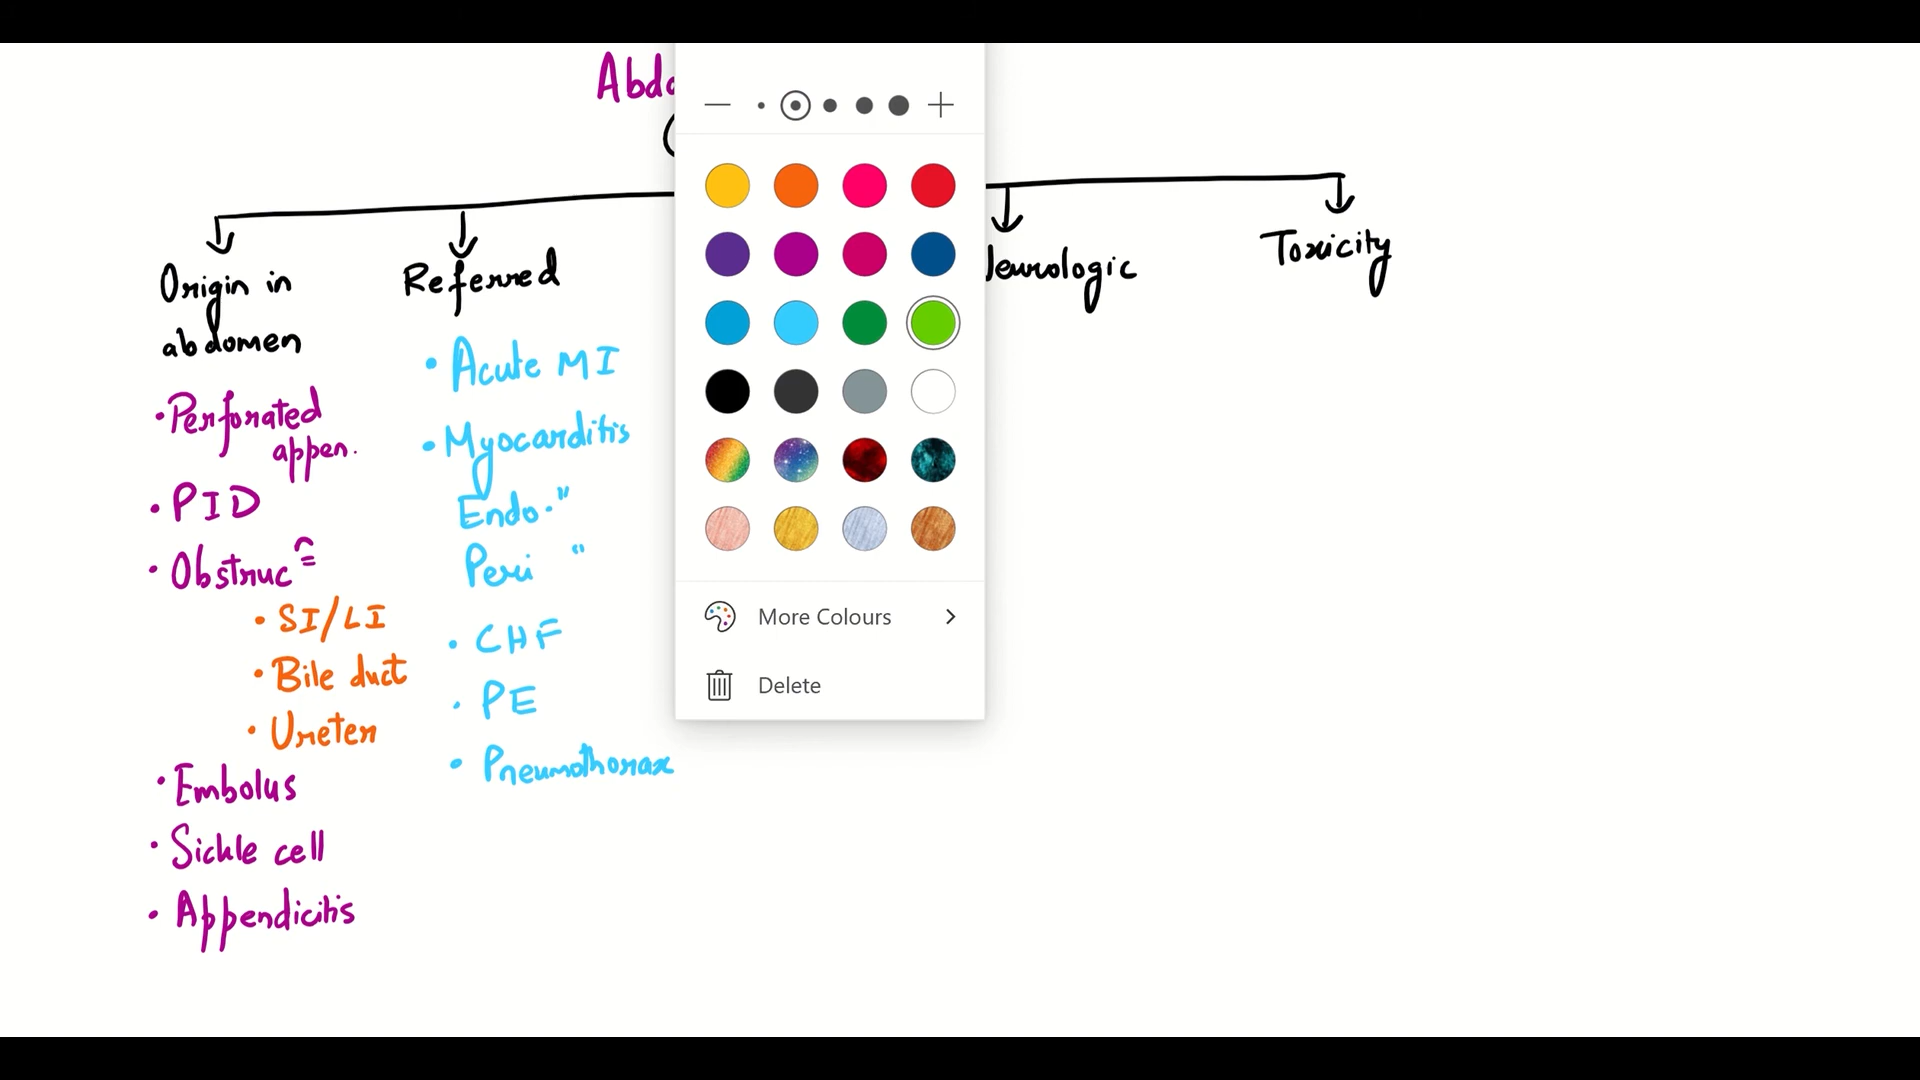 Abdo
Origin in
abdomen
• Perforated
appen.
• PID
• Obstruc
• SI/LI
• Bile duct
• Ureter
• Embolus
• Sickle cell
• Appendicitis
Referred
• Acute MI
• Myocarditis
Endo. "
Peri "
• CHF
• PE
• Pneumothorax
More Colours
Delete
Neurologic
Toxicity